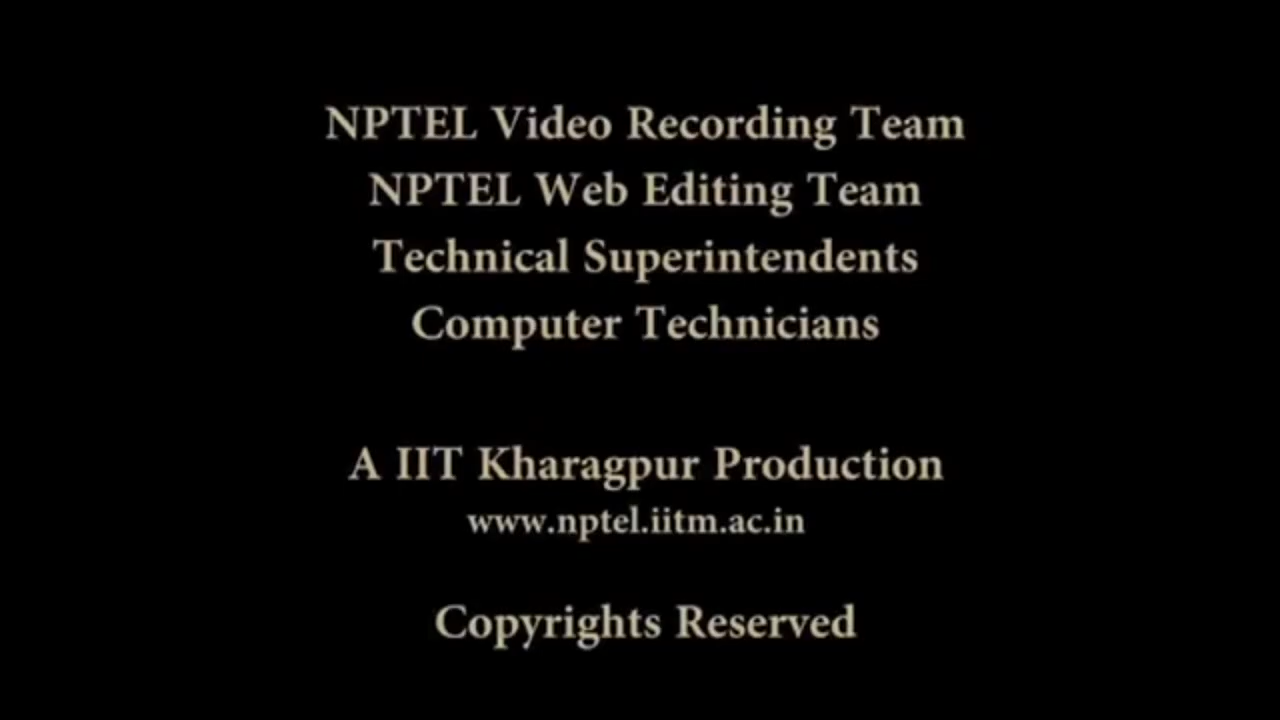 NPTEL Video Recording Team
NPTEL Web Editing Team
Technical Superintendents
Computer Technicians
A IIT Kharagpur Production
www.nptel.iitm.ac.in
Copyrights Reserved